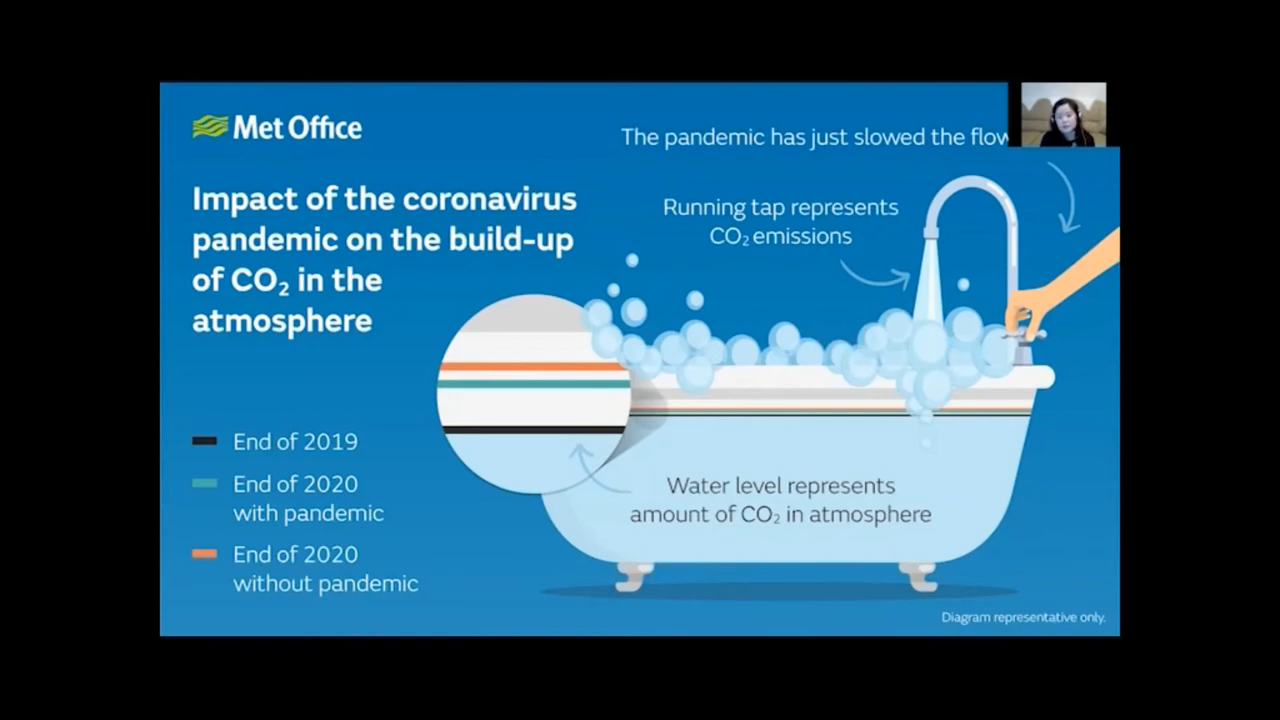 Met Office
The pandemic has just slowed the flow
Impact of the coronavirus
pandemic on the build-up
of CO₂ in the
atmosphere
Running tap represents
CO₂ emissions
End of 2019
End of 2020
with pandemic
End of 2020
without pandemic
Water level represents
amount of CO₂ in atmosphere
Diagram representative only.